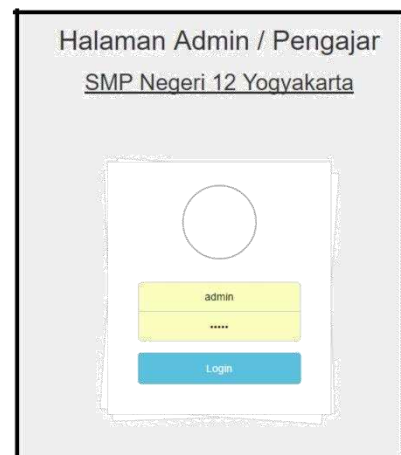 Halaman Admin / Pengajar
SMP Negeri 12 Yogyakarta
admin
•••••
Login